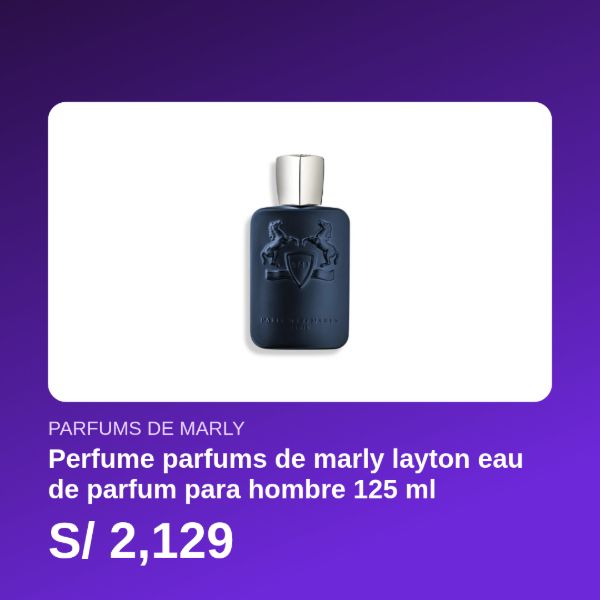 PARFUMS DE MARLY
Perfume parfums de marly layton eau
de parfum para hombre 125 ml
S/ 2,129